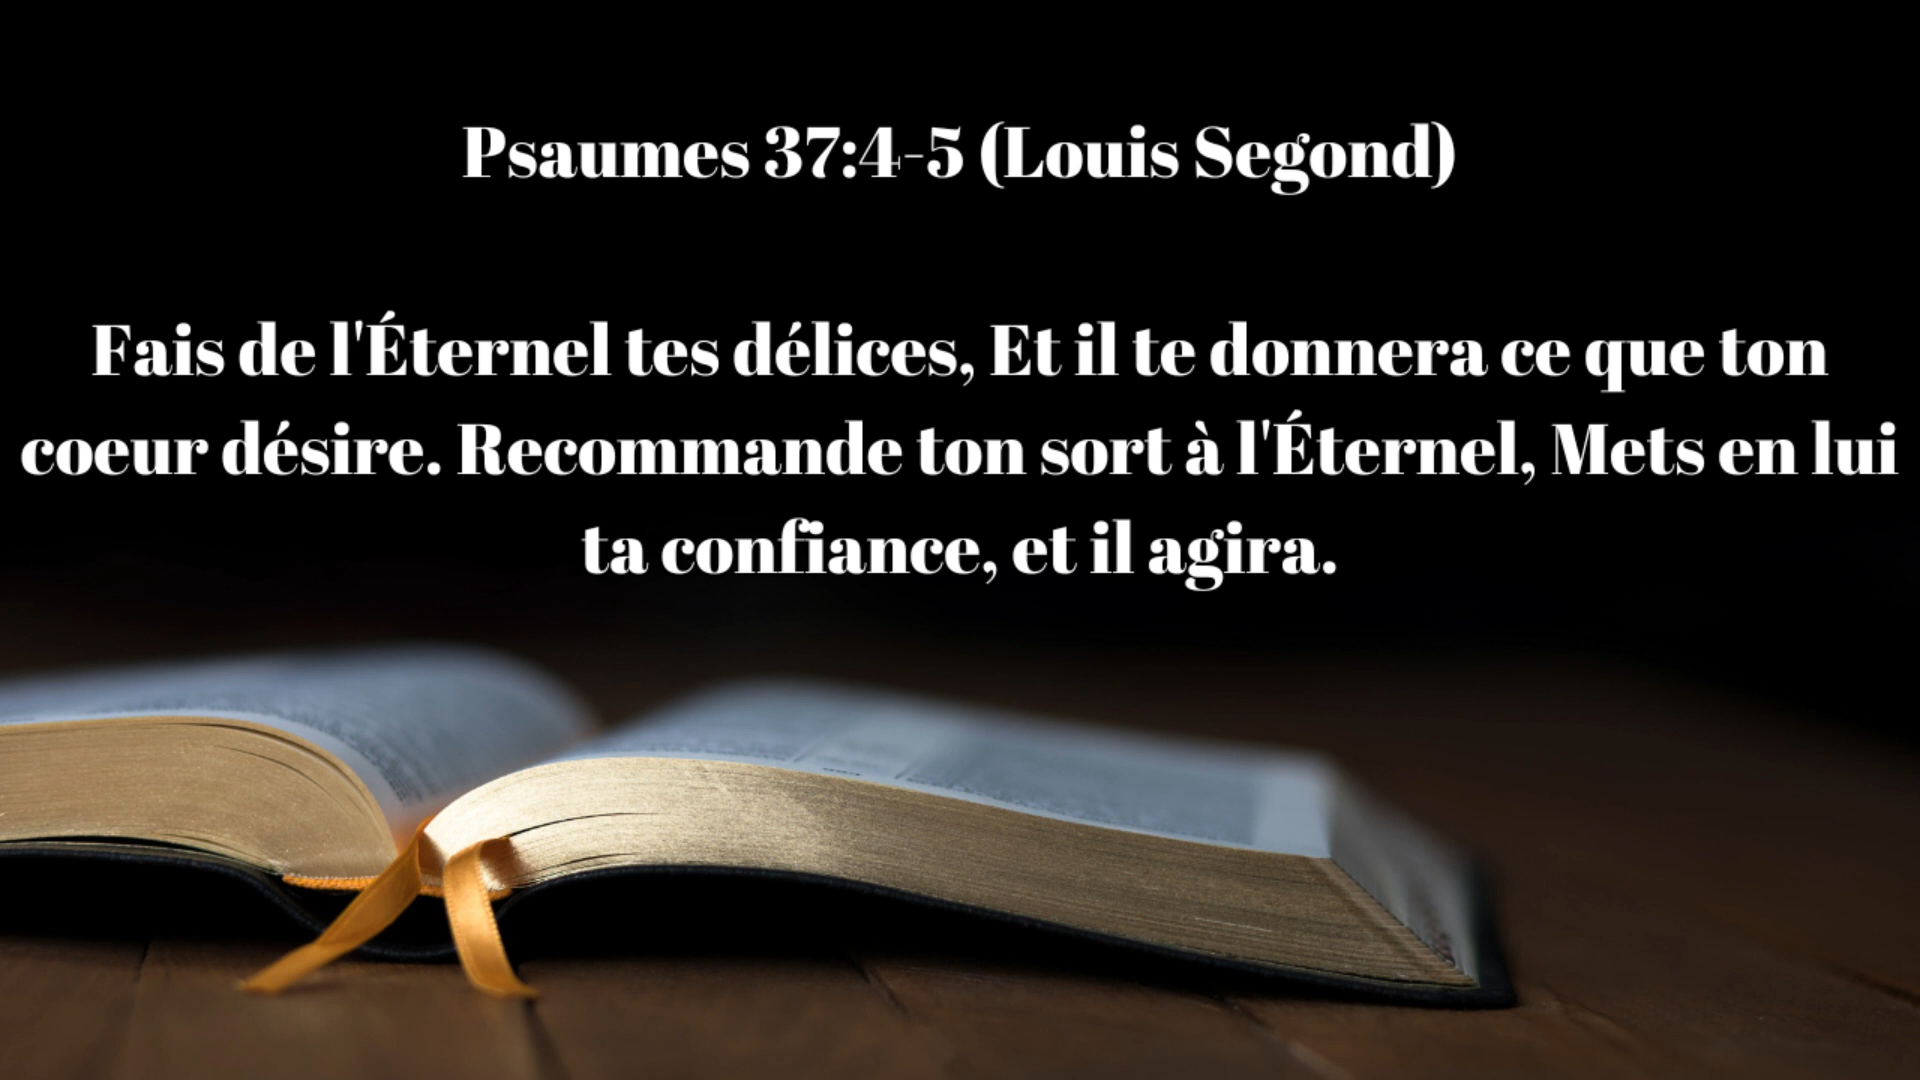 Psaumes 37:4-5 (Louis Segond)
Fais de l'Éternel tes délices, Et il te donnera ce que ton
coeur désire. Recommande ton sort à l'Éternel, Mets en lui
ta confiance, et il agira.